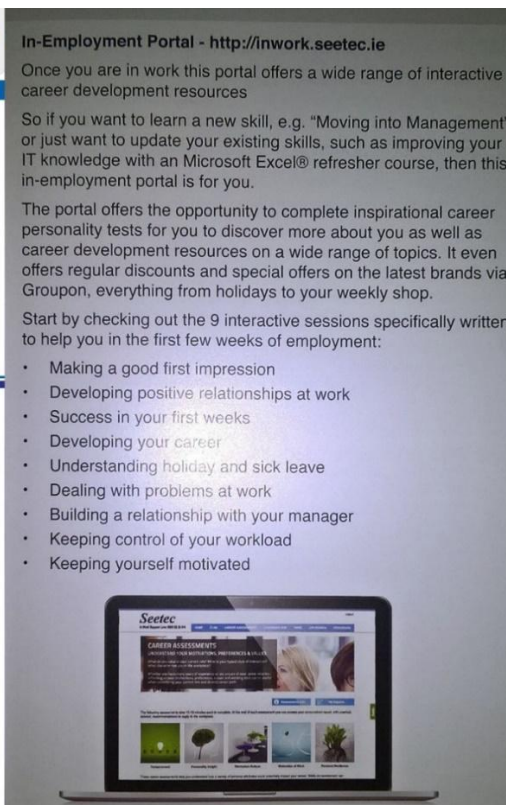 In-Employment Portal - http://inwork.seetec.ie
Once you are in work this portal offers a wide range of interactive
career development resources
So if you want to learn a new skill, e.g. “Moving into Management”
or just want to update your existing skills, such as improving your
IT knowledge with an Microsoft Excel® refresher course, then this
in-employment portal is for you.
The portal offers the opportunity to complete inspirational career
personality tests for you to discover more about you as well as
career development resources on a wide range of topics. It even
offers regular discounts and special offers on the latest brands via
Groupon, everything from holidays to your weekly shop.
Start by checking out the 9 interactive sessions specifically written
to help you in the first few weeks of employment:
• Making a good first impression
• Developing positive relationships at work
• Success in your first weeks
• Developing your career
• Understanding holiday and sick leave
• Dealing with problems at work
• Building a relationship with your manager
• Keeping control of your workload
• Keeping yourself motivated
Seetec
CAREER ASSESSMENTS
UNDERSTAND YOUR MOTIVATIONS, PREFERENCES & VALUES